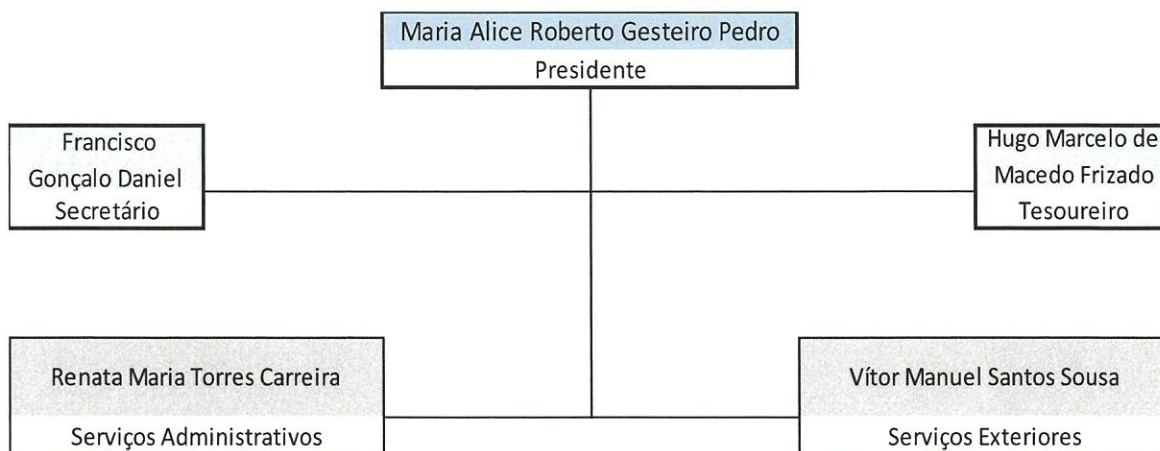 Maria Alice Roberto Gesteiro Pedro
Presidente
Francisco
Gonçalo Daniel
Secretário
Hugo Marcelo de
Macedo Frizado
Tesoureiro
Renata Maria Torres Carreira
Serviços Administrativos
Vítor Manuel Santos Sousa
Serviços Exteriores